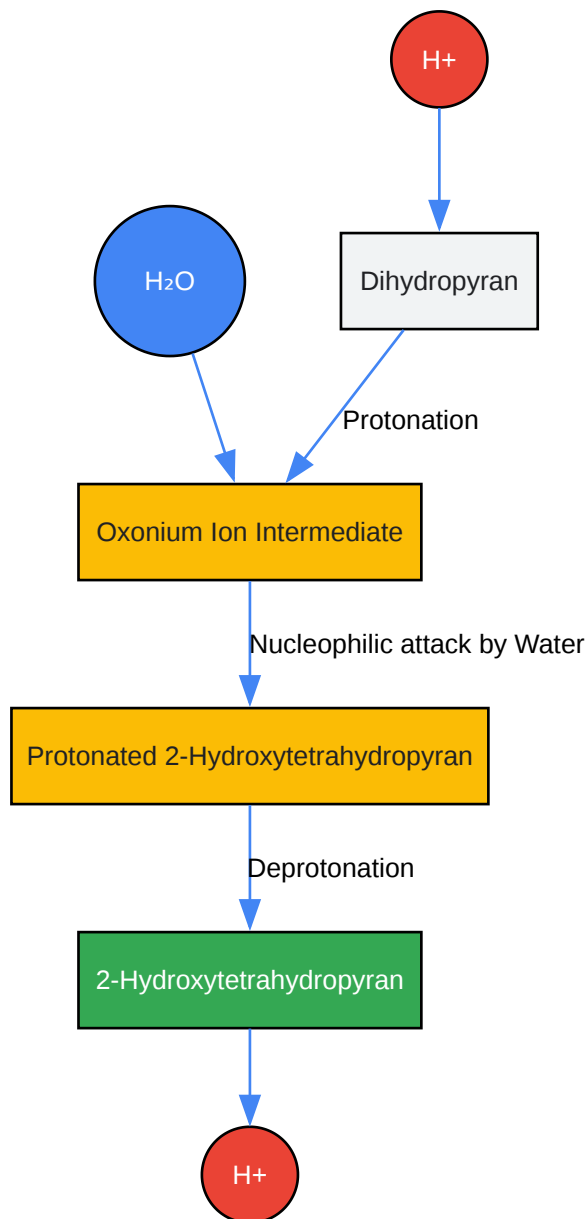 H+
H₂O
Dihydropyran
Protonation
Oxonium Ion Intermediate
Nucleophilic attack by Water
Protonated 2-Hydroxytetrahydropyran
Deprotonation
2-Hydroxytetrahydropyran
H+